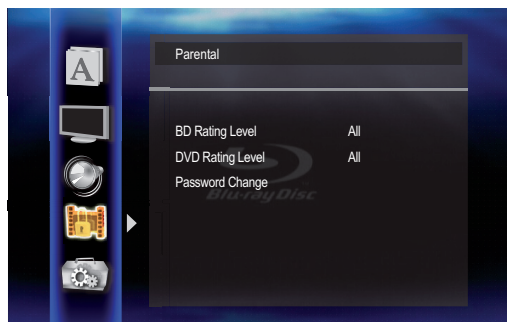 A
Parental
BD Rating Level All
DVD Rating Level All
Password Change
Blu-ray Disc